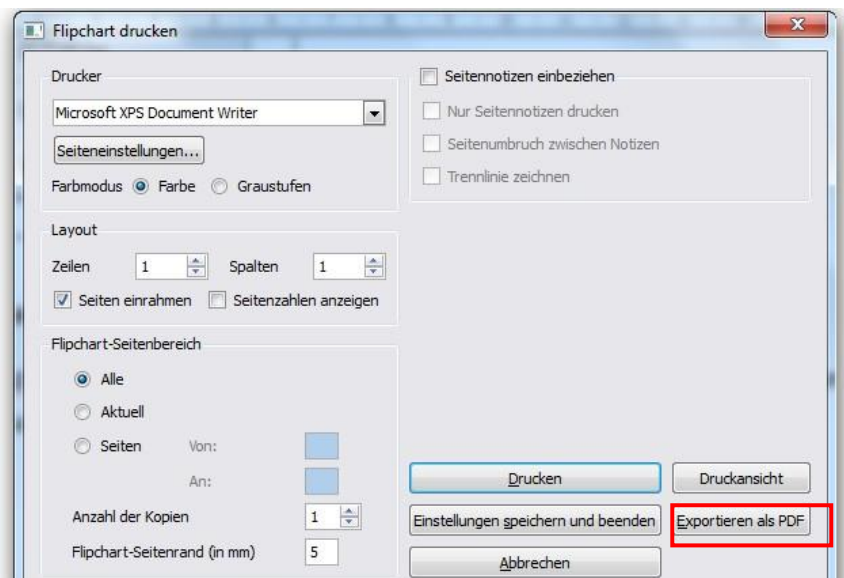 Flipchart drucken
Drucker
Microsoft XPS Document Writer
Seiteneinstellungen...
Farbmodus Farbe Graustufen
Layout
Zeilen 1 Spalten 1
Seiten einrahmen Seitenzahlen anzeigen
Flipchart-Seitenbereich
Alle
Aktuell
Seiten Von:
An:
Anzahl der Kopien 1
Flipchart-Seitenrand (in mm) 5
Seitennotizen einbeziehen
Nur Seitennotizen drucken
Seitenumbruch zwischen Notizen
Trennlinie zeichnen
Drucken Druckansicht
Einstellungen speichern und beenden Exportieren als PDF
Abbrechen